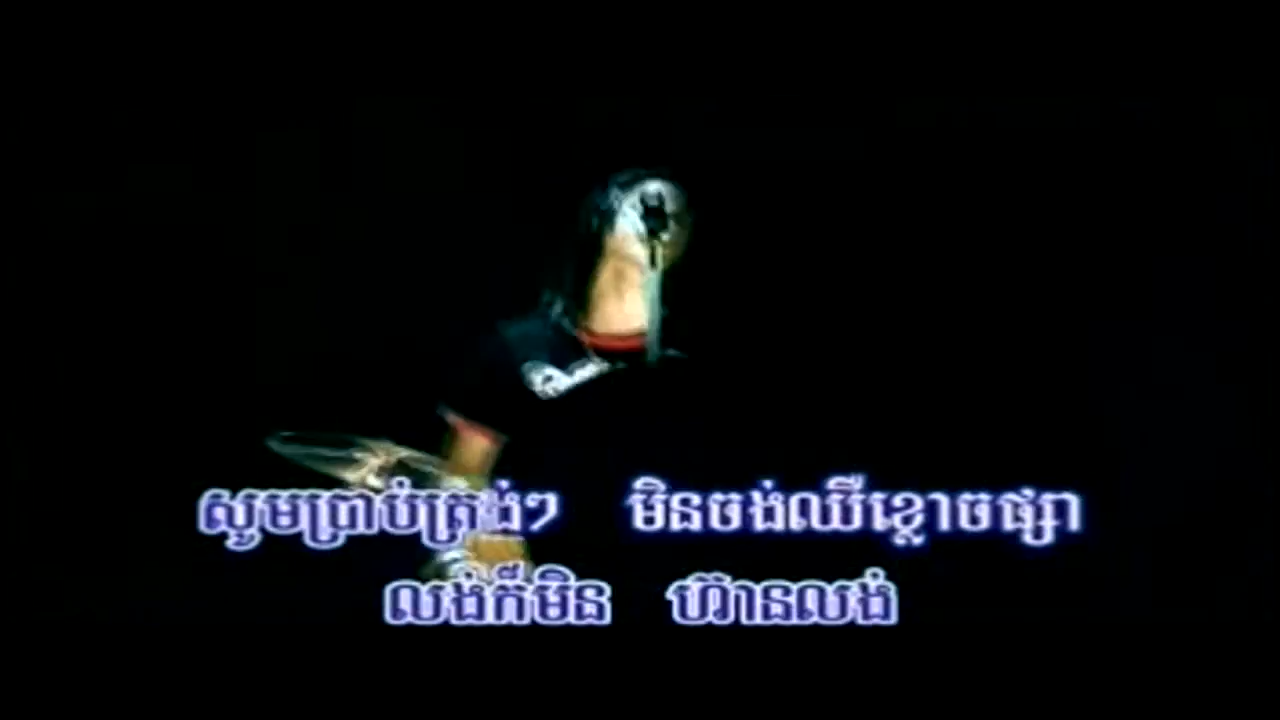 សូមប្រាប់ត្រង់ៗ មិនចង់ឈឺខ្លោចផ្សា
លង់ក៏មិន ហ៊ានលង់